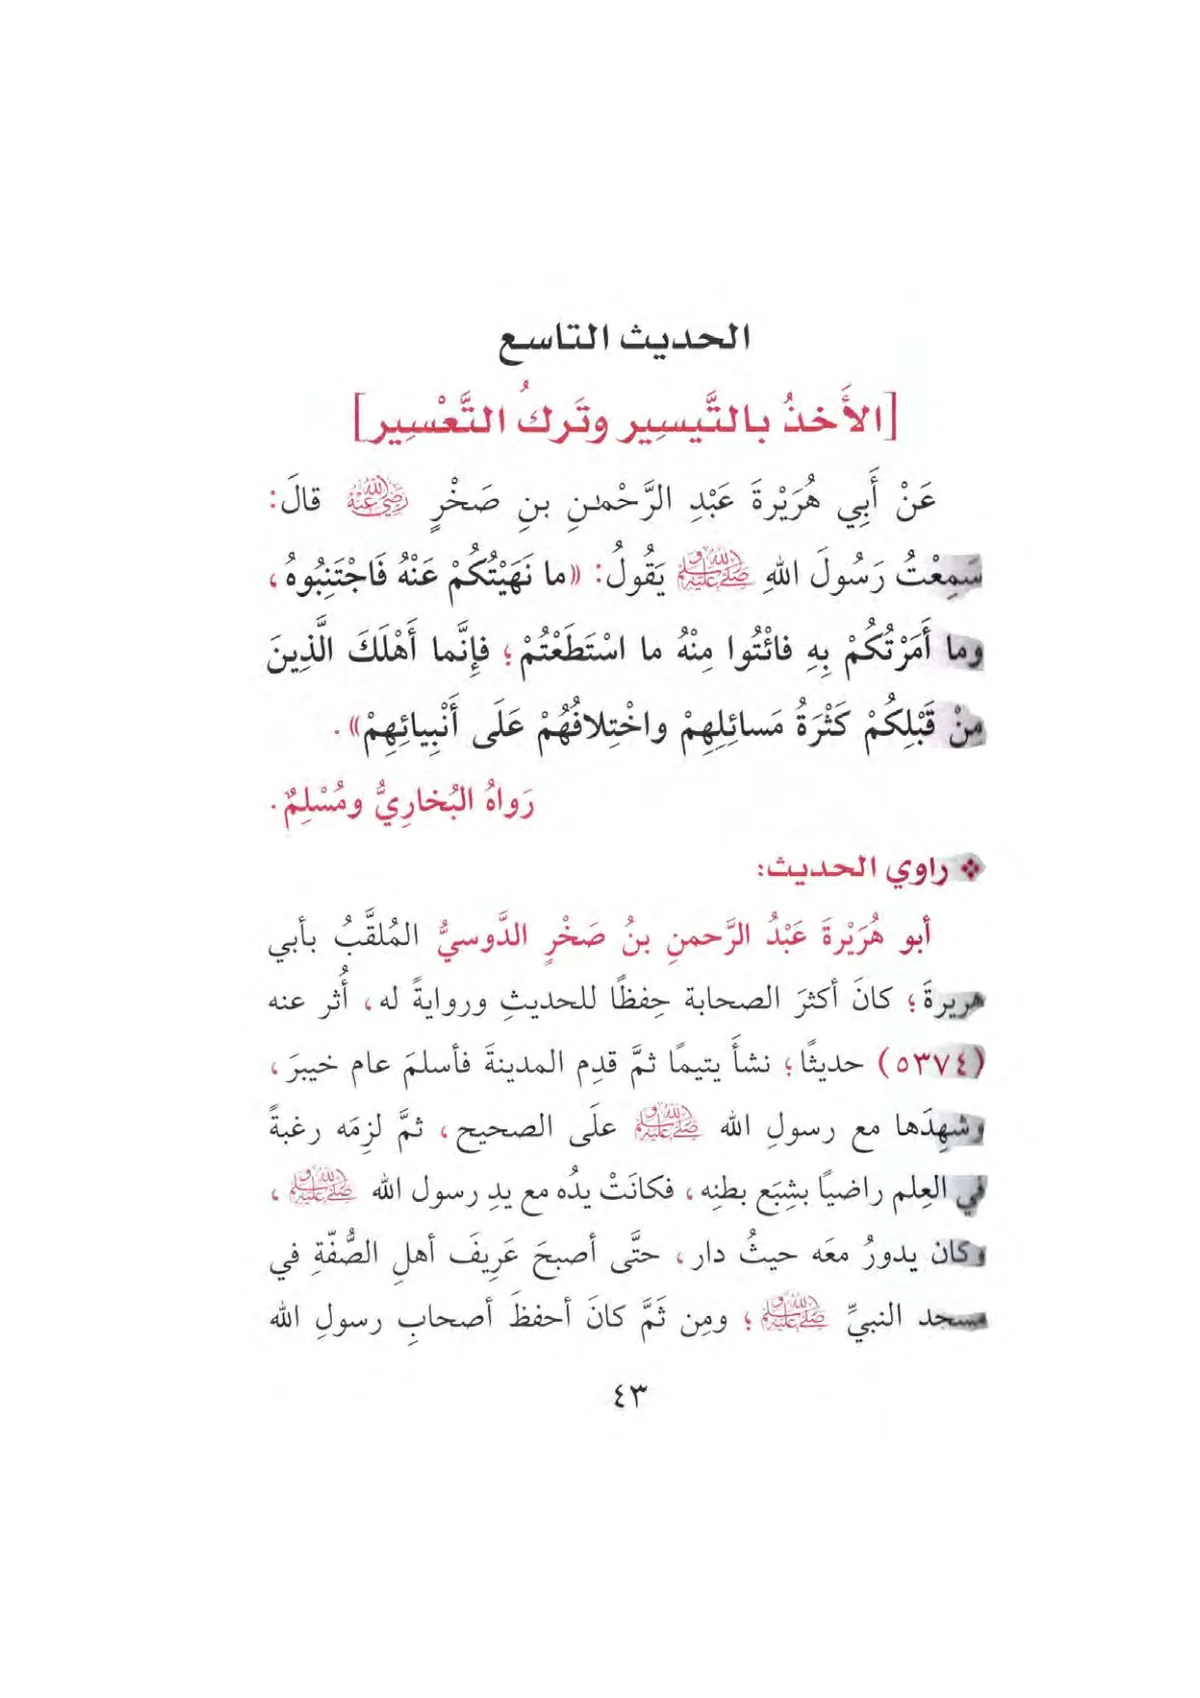 الحديث التاسع
[الأَخذُ بالتَّيسِير وتَركُ التَّعْسِير]
عَنْ أَبِي هُرَيْرةَ عَبْدِ الرَّحْمنِ بنِ صَخْرٍ رضي الله عنه قالَ:
سَمِعْتُ رَسُولَ اللهِ ﷺ يَقُولُ: «ما نَهَيْتُكُمْ عَنْهُ فَاجْتَنِبُوهُ،
وما أَمَرْتُكُمْ بِهِ فائْتُوا مِنْهُ ما اسْتَطَعْتُمْ؛ فإنَّما أَهْلَكَ الَّذِينَ
مِنْ قَبْلِكُمْ كَثْرَةُ مَسائِلِهِمْ واخْتِلافُهُمْ عَلَى أَنْبِيائِهِمْ».
رَواهُ البُخارِيُّ ومُسْلِمٌ.
❖ راوي الحديث:
أبو هُرَيْرةَ عَبْدُ الرَّحمنِ بنُ صَخْرٍ الدَّوسيُّ المُلقَّبُ بأبي
هريرةَ؛ كانَ أكثرَ الصحابة حِفظًا للحديثِ وروايةً له، أُثر عنه
(٥٣٧٤) حديثًا؛ نشأَ يتيمًا ثمَّ قدِم المدينةَ فأسلمَ عام خيبرَ،
وشهِدَها مع رسولِ الله ﷺ علَى الصحيح، ثمَّ لزِمَه رغبةً
في العِلم راضيًا بشِبَع بطنِه، فكانَتْ يدُه مع يدِ رسول الله ﷺ،
وكان يدورُ معَه حيثُ دار، حتَّى أصبحَ عَرِيفَ أهلِ الصُّفّةِ في
مسجد النبيِّ ﷺ؛ ومِن ثَمَّ كانَ أحفظَ أصحابِ رسولِ الله
٤٣